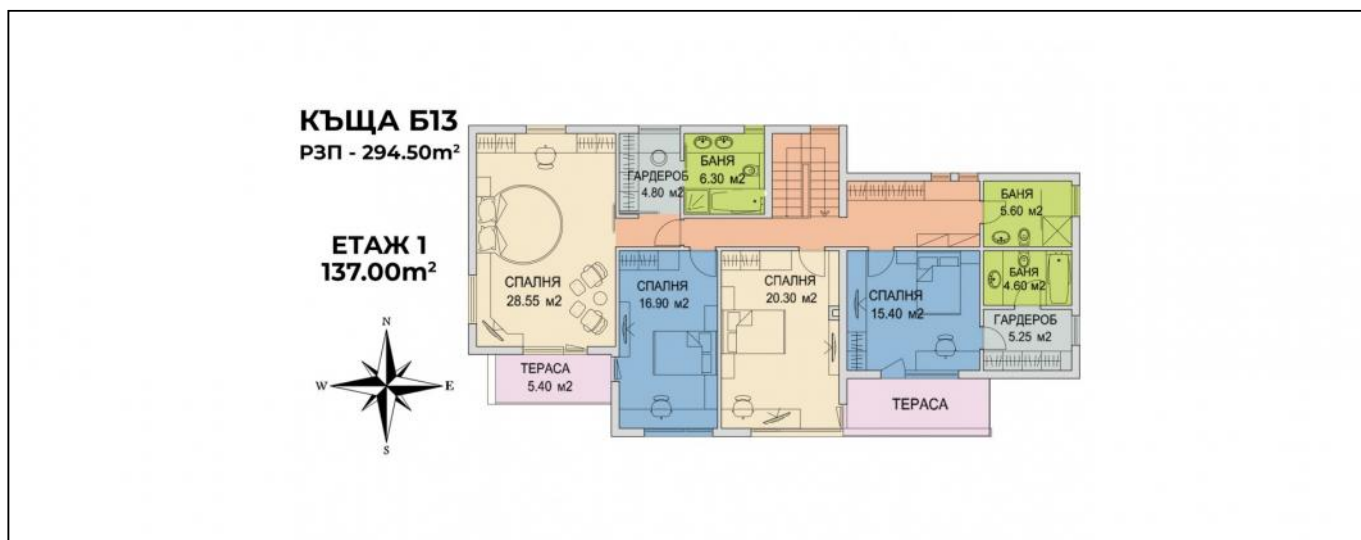 КЪЩА Б13
РЗП - 294.50m²
ЕТАЖ 1
137.00m²
N
W
E
S
СПАЛНЯ
28.55 м2
ГАРДЕРОБ
4.80 м2
БАНЯ
6.30 м2
БАНЯ
5.60 м2
СПАЛНЯ
16.90 м2
СПАЛНЯ
20.30 м2
СПАЛНЯ
15.40 м2
БАНЯ
4.60 м2
ГАРДЕРОБ
5.25 м2
ТЕРАСА
5.40 м2
ТЕРАСА